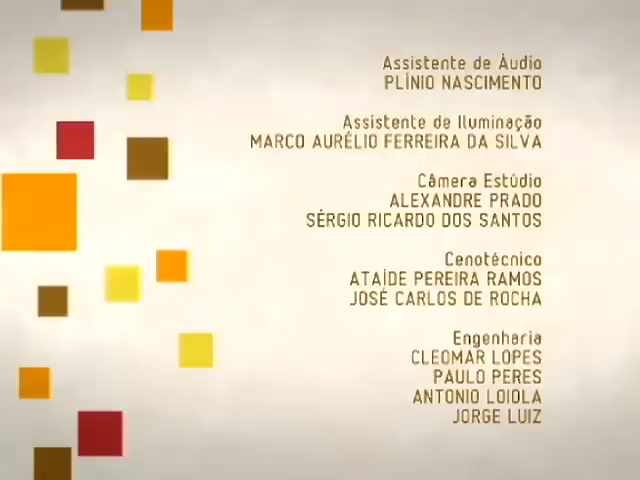 Assistente de Áudio
PLÍNIO NASCIMENTO
Assistente de Iluminação
MARCO AURÉLIO FERREIRA DA SILVA
Câmera Estúdio
ALEXANDRE PRADO
SÉRGIO RICARDO DOS SANTOS
Cenotécnico
ATAÍDE PEREIRA RAMOS
JOSÉ CARLOS DE ROCHA
Engenharia
CLEOMAR LOPES
PAULO PERES
ANTONIO LOIOLA
JORGE LUIZ